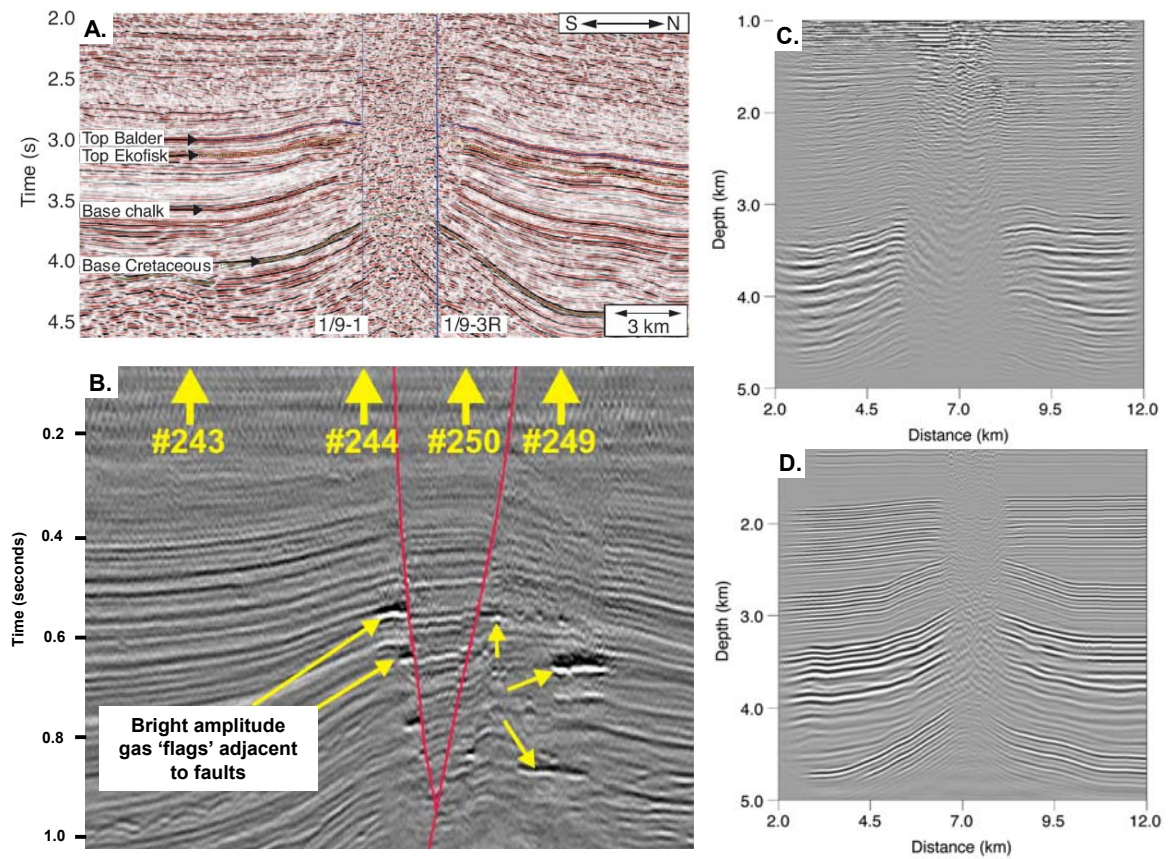 A.
S N
2.0
2.5
3.0
3.5
4.0
4.5
Time (s)
Top Balder
Top Ekofisk
Base chalk
Base Cretaceous
1/9-1
1/9-3R
3 km
B.
#243
#244
#250
#249
0.2
0.4
0.6
0.8
1.0
Time (seconds)
Bright amplitude
gas ‘flags’ adjacent
to faults
C.
1.0
2.0
3.0
4.0
5.0
Depth (km)
2.0 4.5 7.0 9.5 12.0
Distance (km)
D.
2.0
3.0
4.0
5.0
Depth (km)
2.0 4.5 7.0 9.5 12.0
Distance (km)